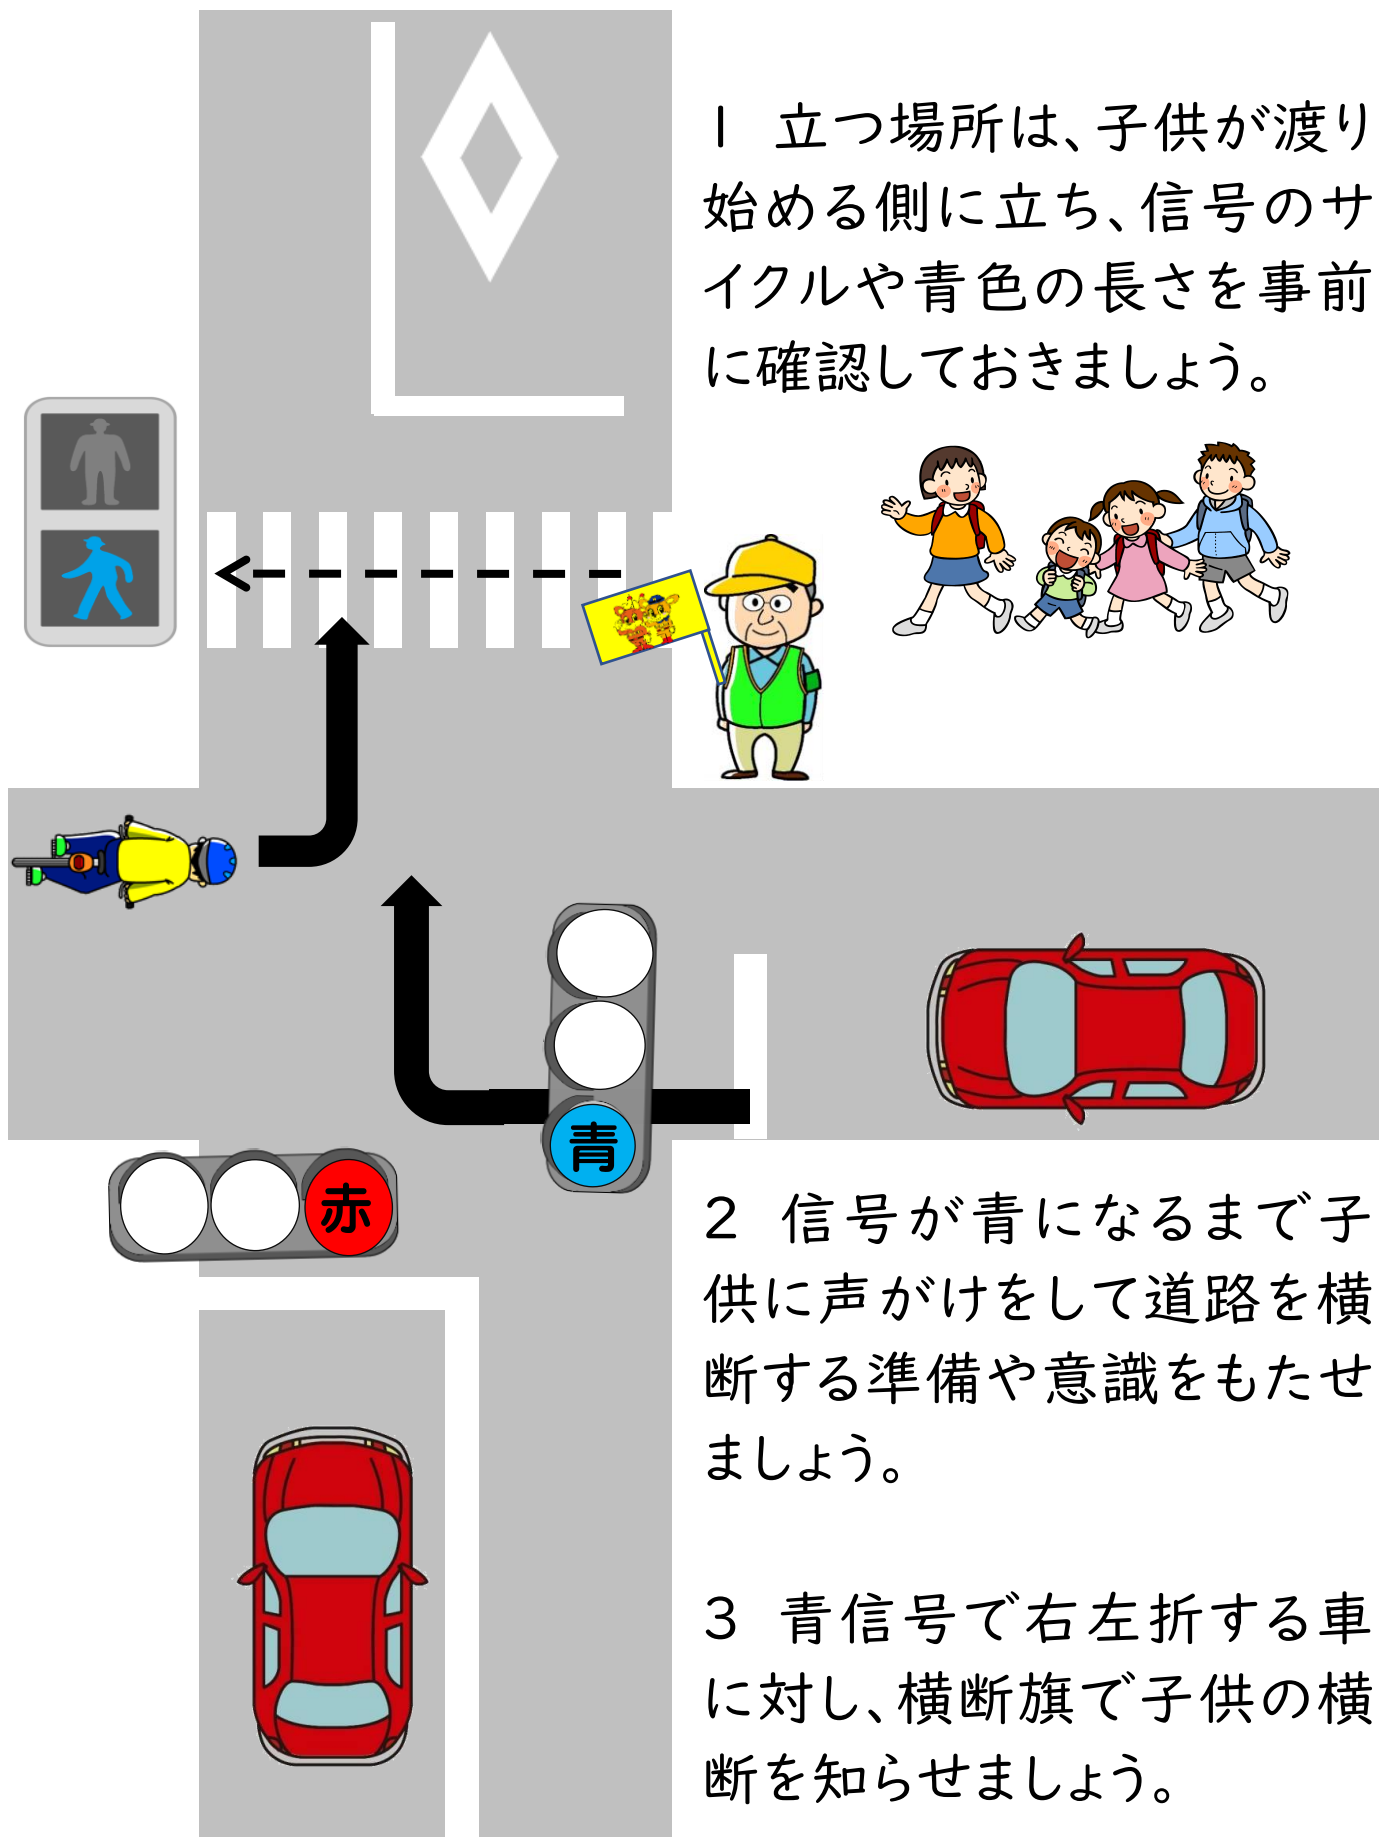 1 立つ場所は、子供が渡り
始める側に立ち、信号のサ
イクルや青色の長さを事前
に確認しておきましょう。
青
赤
2 信号が青になるまで子
供に声がけをして道路を横
断する準備や意識をもたせ
ましょう。
3 青信号で右左折する車
に対し、横断旗で子供の横
断を知らせましょう。